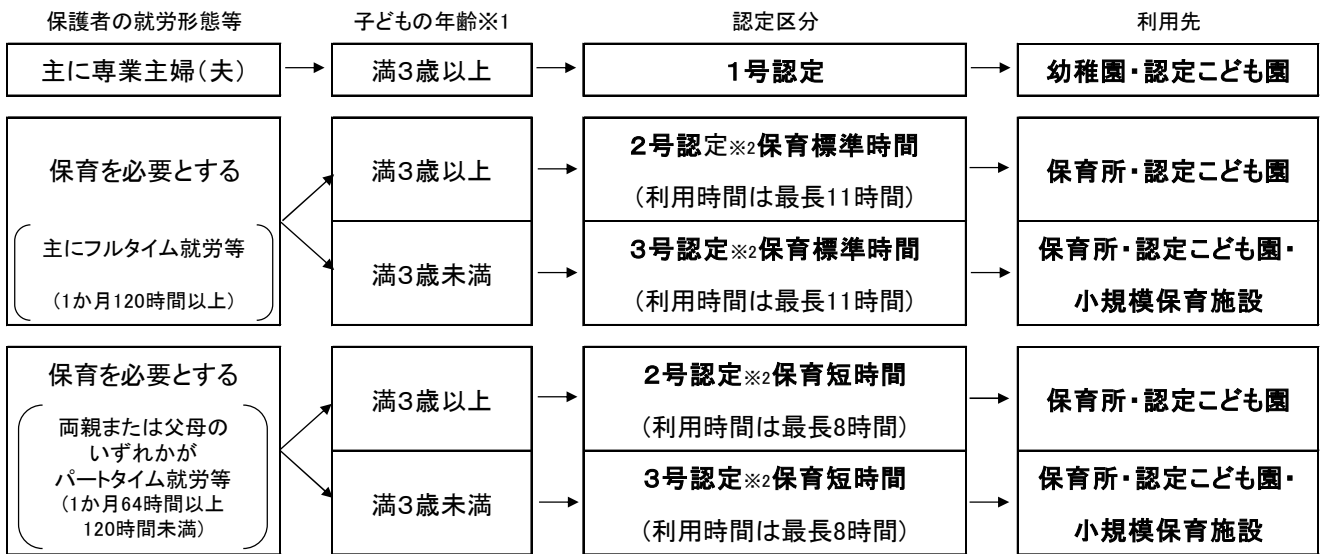 保護者の就労形態等 子どもの年齢※1 認定区分 利用先
主に専業主婦(夫) 満3歳以上 1号認定 幼稚園・認定こども園
保育を必要とする
主にフルタイム就労等
(1か月120時間以上)
満3歳以上
2号認定※2保育標準時間
(利用時間は最長11時間)
保育所・認定こども園
満3歳未満
3号認定※2保育標準時間
(利用時間は最長11時間)
保育所・認定こども園・
小規模保育施設
保育を必要とする
両親または父母の
いずれかが
パートタイム就労等
(1か月64時間以上
120時間未満)
満3歳以上
2号認定※2保育短時間
(利用時間は最長8時間)
保育所・認定こども園
満3歳未満
3号認定※2保育短時間
(利用時間は最長8時間)
保育所・認定こども園・
小規模保育施設